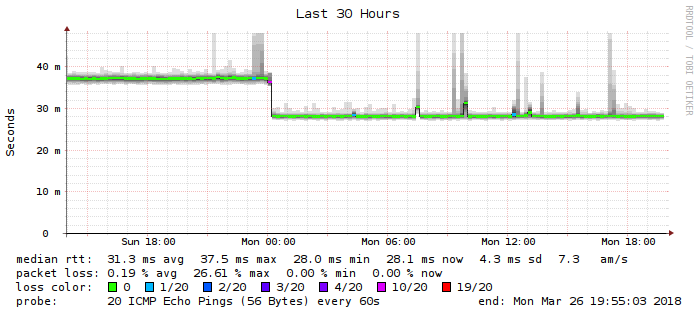 Last 30 Hours
RRDTOOL / TOBI OETIKER
Seconds
40 m
30 m
20 m
10 m
0
Sun 18:00 Mon 00:00 Mon 06:00 Mon 12:00 Mon 18:00
median rtt: 31.3 ms avg 37.5 ms max 28.0 ms min 28.1 ms now 4.3 ms sd 7.3 am/s
packet loss: 0.19 % avg 26.61 % max 0.00 % min 0.00 % now
loss color: 0 1/20 2/20 3/20 4/20 10/20 19/20
probe: 20 ICMP Echo Pings (56 Bytes) every 60s end: Mon Mar 26 19:55:03 2018